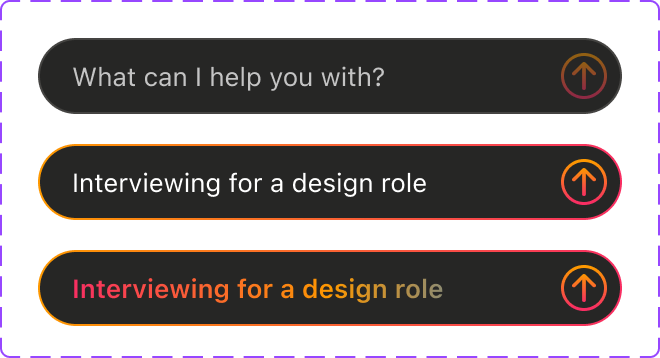 What can I help you with?
Interviewing for a design role
Interviewing for a design role